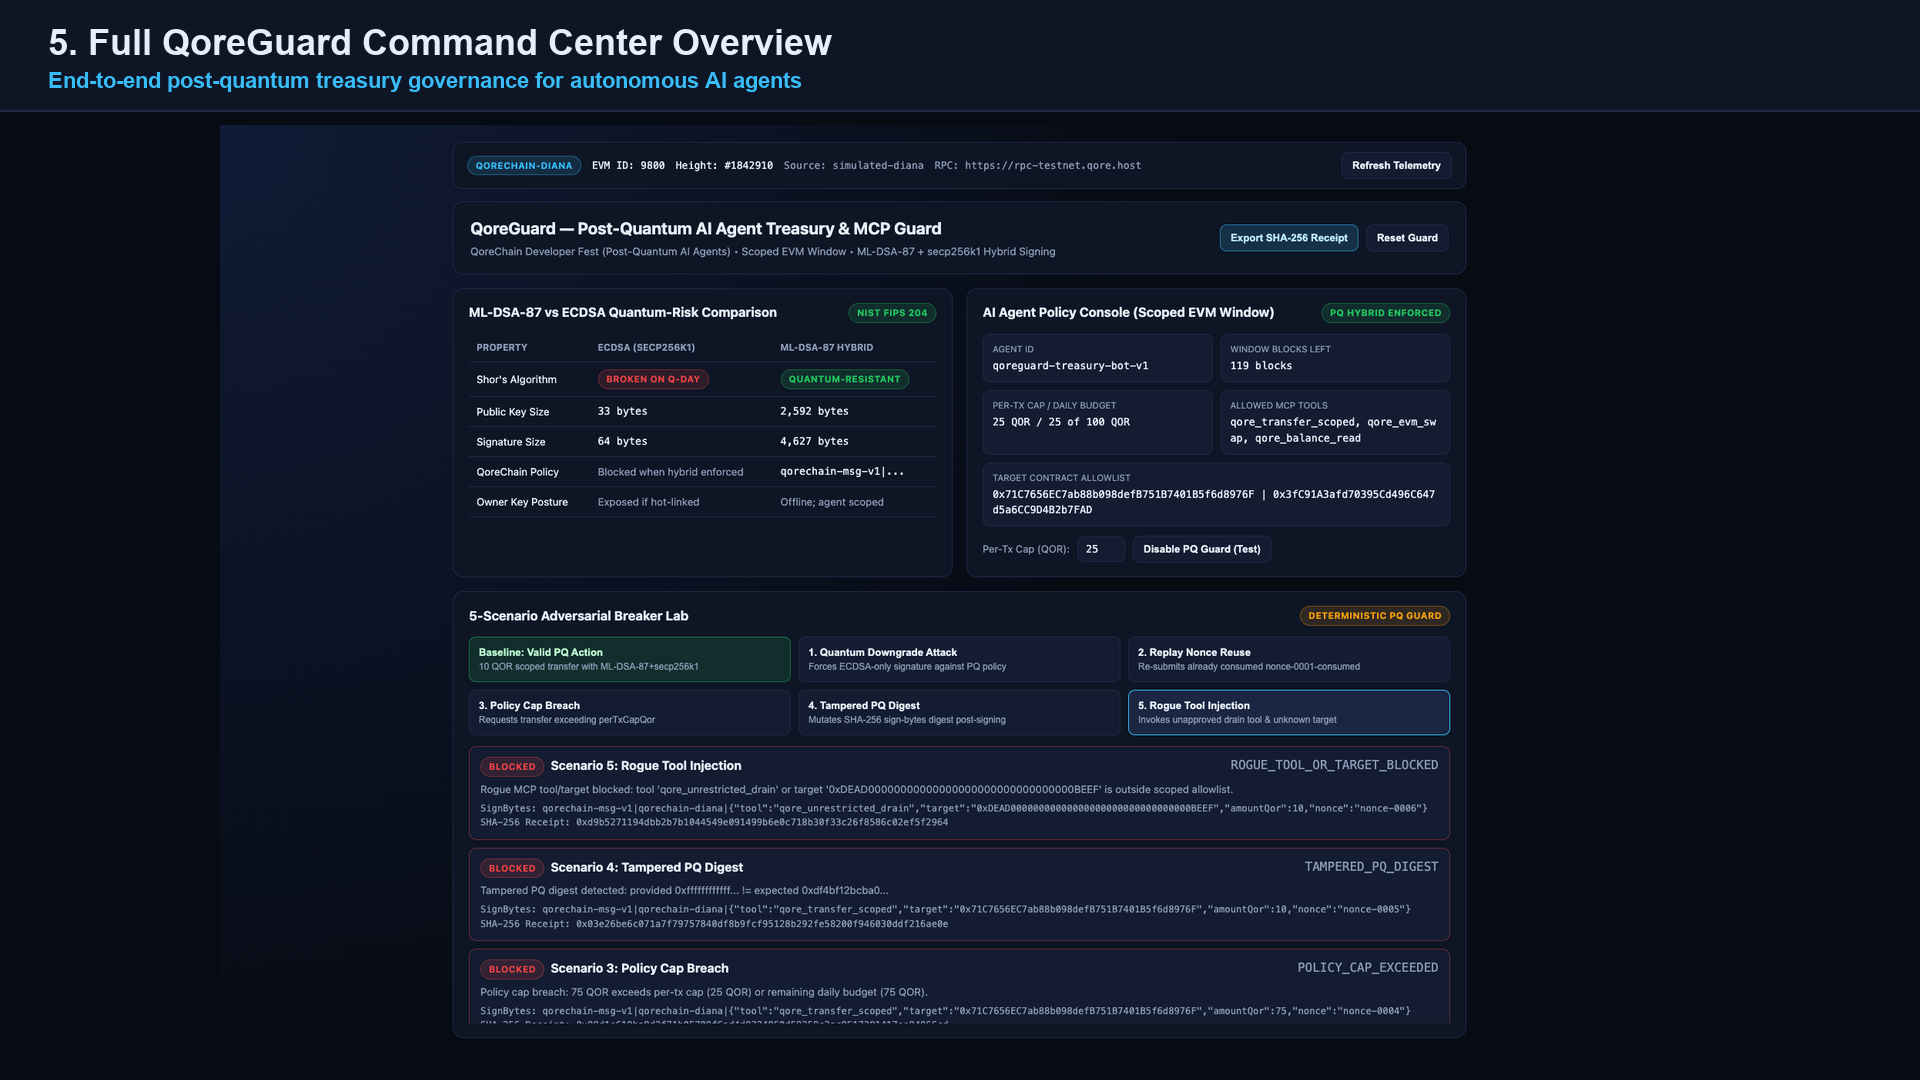 5. Full QoreGuard Command Center Overview
End-to-end post-quantum treasury governance for autonomous AI agents
QORECHAIN-DIANA EVM ID: 9800 Height: #1842910 Source: simulated-diana RPC: https://rpc-testnet.qore.host Refresh Telemetry
QoreGuard — Post-Quantum AI Agent Treasury & MCP Guard
QoreChain Developer Fest (Post-Quantum AI Agents) • Scoped EVM Window • ML-DSA-87 + secp256k1 Hybrid Signing
Export SHA-256 Receipt Reset Guard
ML-DSA-87 vs ECDSA Quantum-Risk Comparison NIST FIPS 204
PROPERTY ECDSA (SECP256K1) ML-DSA-87 HYBRID
Shor's Algorithm BROKEN ON Q-DAY QUANTUM-RESISTANT
Public Key Size 33 bytes 2,592 bytes
Signature Size 64 bytes 4,627 bytes
QoreChain Policy Blocked when hybrid enforced qorechain-msg-v1|...
Owner Key Posture Exposed if hot-linked Offline; agent scoped
AI Agent Policy Console (Scoped EVM Window) PQ HYBRID ENFORCED
AGENT ID
qoreguard-treasury-bot-v1
WINDOW BLOCKS LEFT
119 blocks
PER-TX CAP / DAILY BUDGET
25 QOR / 25 of 100 QOR
ALLOWED MCP TOOLS
qore_transfer_scoped, qore_evm_sw
ap, qore_balance_read
TARGET CONTRACT ALLOWLIST
0x71C7656EC7ab88b098defB751B7401B5f6d8976F | 0x3fC91A3afd70395Cd496C647
d5a6CC9D4B2b7FAD
Per-Tx Cap (QOR): 25 Disable PQ Guard (Test)
5-Scenario Adversarial Breaker Lab DETERMINISTIC PQ GUARD
Baseline: Valid PQ Action
10 QOR scoped transfer with ML-DSA-87+secp256k1
1. Quantum Downgrade Attack
Forces ECDSA-only signature against PQ policy
2. Replay Nonce Reuse
Re-submits already consumed nonce-0001-consumed
3. Policy Cap Breach
Requests transfer exceeding perTxCapQor
4. Tampered PQ Digest
Mutates SHA-256 sign-bytes digest post-signing
5. Rogue Tool Injection
Invokes unapproved drain tool & unknown target
BLOCKED Scenario 5: Rogue Tool Injection ROGUE_TOOL_OR_TARGET_BLOCKED
Rogue MCP tool/target blocked: tool 'qore_unrestricted_drain' or target '0xDEAD00000000000000000000000000000000BEEF' is outside scoped allowlist.
SignBytes: qorechain-msg-v1|qorechain-diana|{"tool":"qore_unrestricted_drain","target":"0xDEAD00000000000000000000000000000000BEEF","amountQor":10,"nonce":"nonce-0006"}
SHA-256 Receipt: 0xd9b5271194dbb2b7b1044549e091499b6e0c718b30f33c26f8586c02ef5f2964
BLOCKED Scenario 4: Tampered PQ Digest TAMPERED_PQ_DIGEST
Tampered PQ digest detected: provided 0xffffffffffff... != expected 0xdf4bf12bcba0...
SignBytes: qorechain-msg-v1|qorechain-diana|{"tool":"qore_transfer_scoped","target":"0x71C7656EC7ab88b098defB751B7401B5f6d8976F","amountQor":10,"nonce":"nonce-0005"}
SHA-256 Receipt: 0x03e26be6c071a7f79757840df8b9fcf95128b292fe58200f946030ddf216ae0e
BLOCKED Scenario 3: Policy Cap Breach POLICY_CAP_EXCEEDED
Policy cap breach: 75 QOR exceeds per-tx cap (25 QOR) or remaining daily budget (75 QOR).
SignBytes: qorechain-msg-v1|qorechain-diana|{"tool":"qore_transfer_scoped","target":"0x71C7656EC7ab88b098defB751B7401B5f6d8976F","amountQor":75,"nonce":"nonce-0004"}
SHA-256 Receipt: